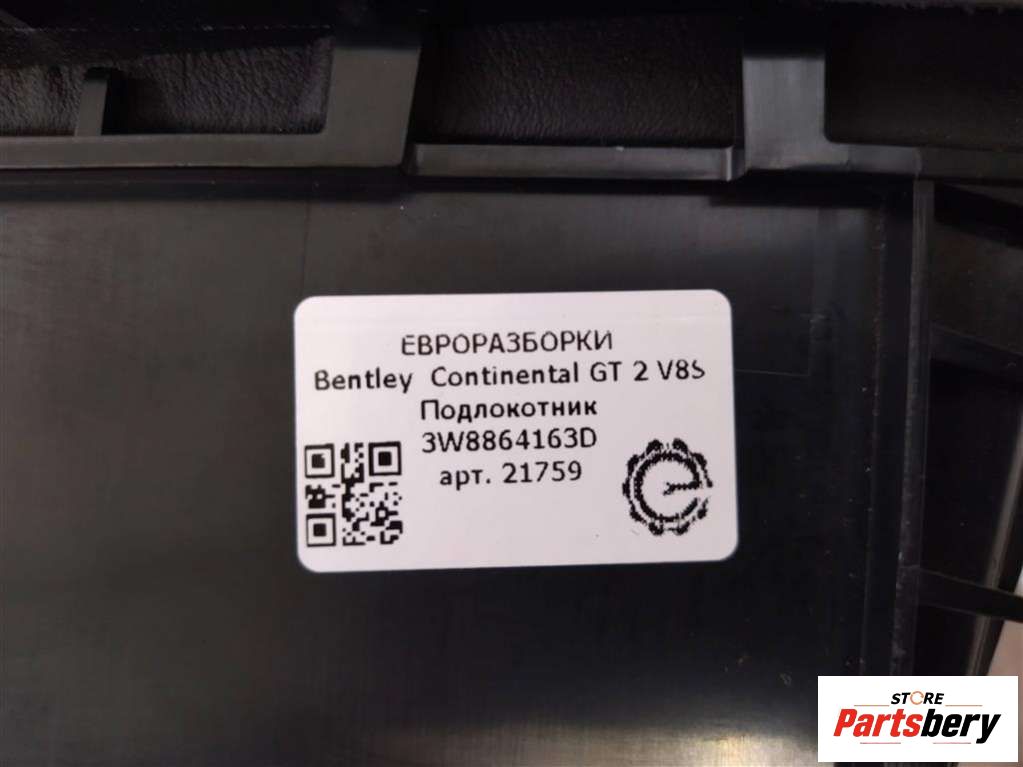 ЕВРОРАЗБОРКИ
Bentley Continental GT 2 V8S
Подлокотник
3W8864163D
арт. 21759
STORE
Partsbery